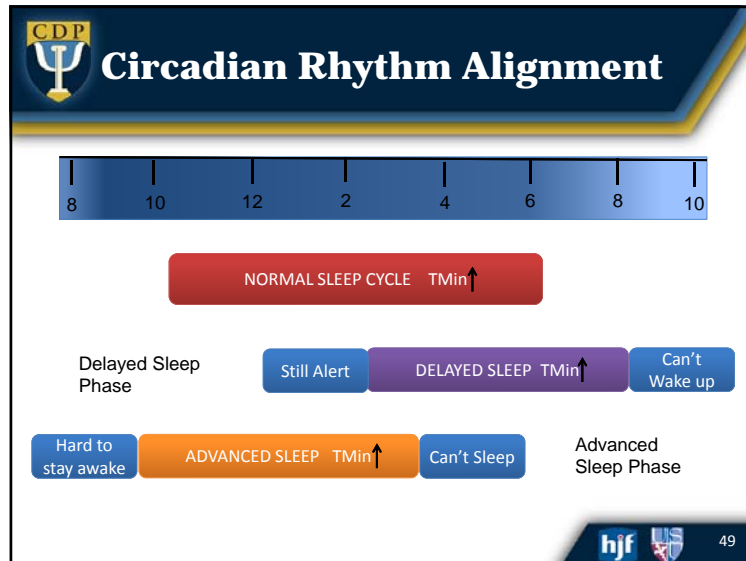 CDP
Circadian Rhythm Alignment
8 10 12 2 4 6 8 10
NORMAL SLEEP CYCLE TMin
Delayed Sleep
Phase
Still Alert
DELAYED SLEEP TMin
Can't
Wake up
Hard to
stay awake
ADVANCED SLEEP TMin
Can't Sleep
Advanced
Sleep Phase
hjf
49